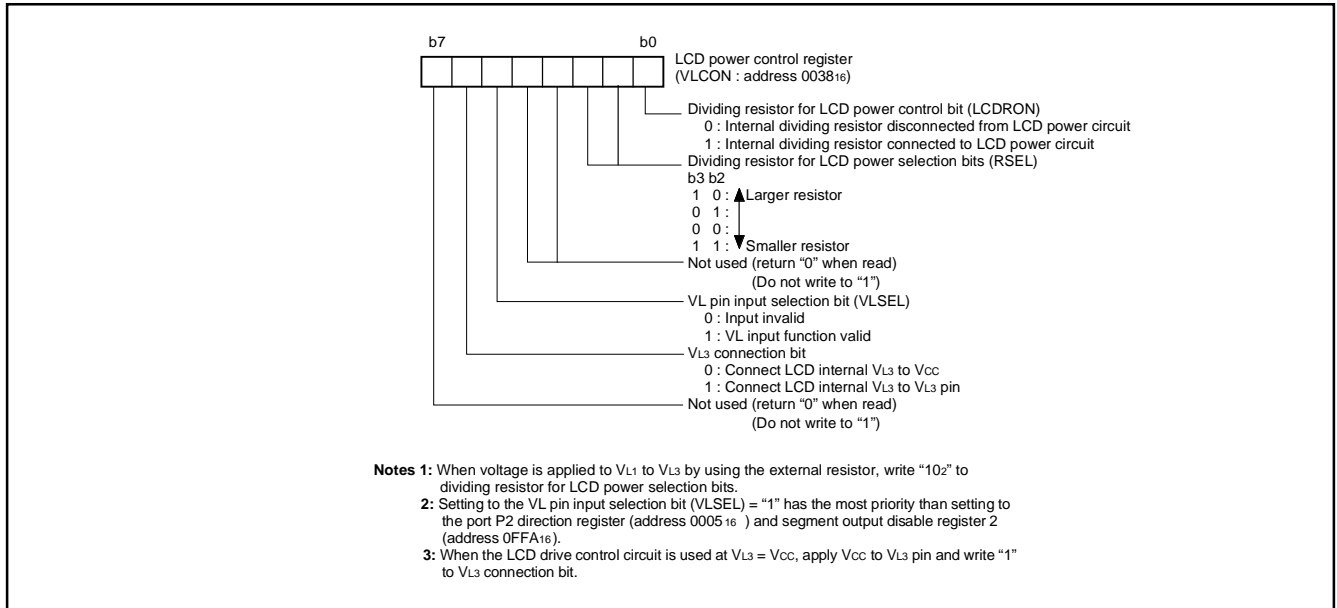 b7 b0
LCD power control register
(VLCON : address 003816)
Dividing resistor for LCD power control bit (LCDRON)
0 : Internal dividing resistor disconnected from LCD power circuit
1 : Internal dividing resistor connected to LCD power circuit
Dividing resistor for LCD power selection bits (RSEL)
b3 b2
1 0 : Larger resistor
0 1 :
0 0 :
1 1 : Smaller resistor
Not used (return “0” when read)
(Do not write to “1”)
VL pin input selection bit (VLSEL)
0 : Input invalid
1 : VL input function valid
VL3 connection bit
0 : Connect LCD internal VL3 to VCC
1 : Connect LCD internal VL3 to VL3 pin
Not used (return “0” when read)
(Do not write to “1”)
Notes 1: When voltage is applied to VL1 to VL3 by using the external resistor, write “102” to
dividing resistor for LCD power selection bits.
2: Setting to the VL pin input selection bit (VLSEL) = “1” has the most priority than setting to
the port P2 direction register (address 000516 ) and segment output disable register 2
(address 0FFA16).
3: When the LCD drive control circuit is used at VL3 = VCC, apply VCC to VL3 pin and write “1”
to VL3 connection bit.